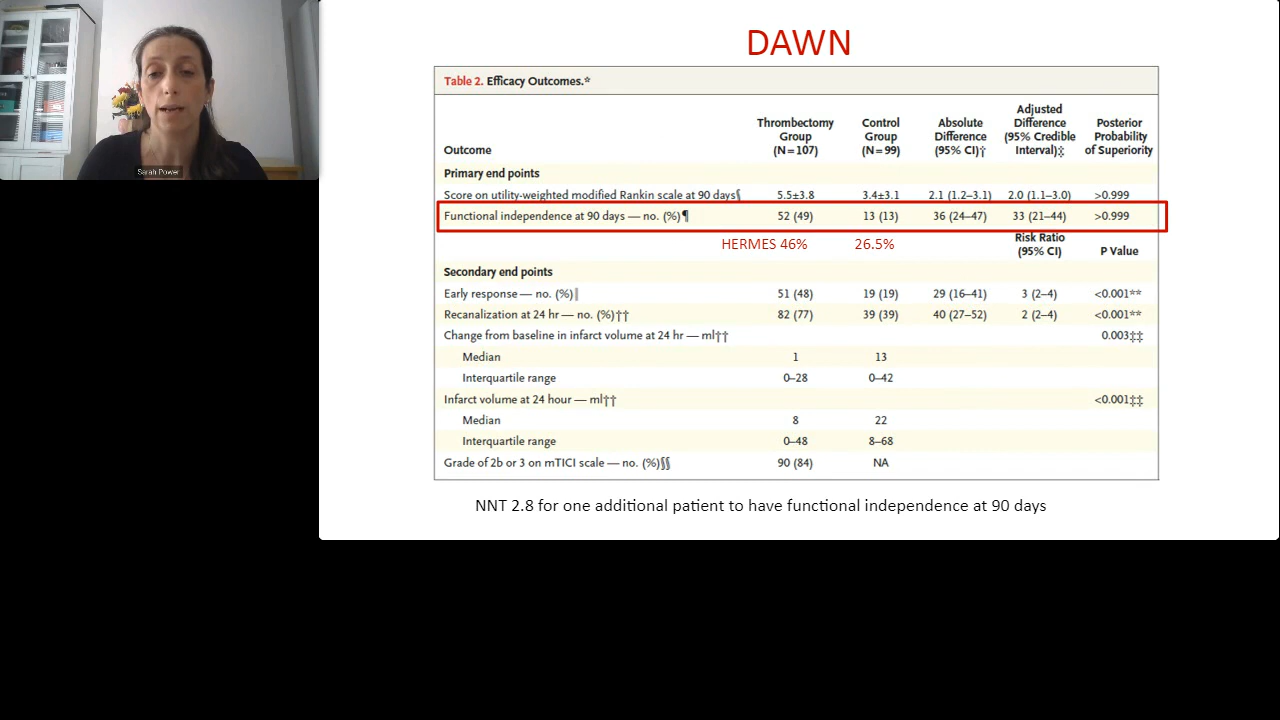 Sarah Power
DAWN
Table 2. Efficacy Outcomes.*
Outcome Thrombectomy Group (N=107) Control Group (N=99) Absolute Difference (95% CI)† Adjusted Difference (95% Credible Interval)‡ Posterior Probability of Superiority
Primary end points
Score on utility-weighted modified Rankin scale at 90 days§ 5.5±3.8 3.4±3.1 2.1 (1.2–3.1) 2.0 (1.1–3.0) >0.999
Functional independence at 90 days — no. (%)¶ 52 (49) 13 (13) 36 (24–47) 33 (21–44) >0.999
HERMES 46% 26.5% Risk Ratio (95% CI) P Value
Secondary end points
Early response — no. (%)‖ 51 (48) 19 (19) 29 (16–41) 3 (2–4) <0.001**
Recanalization at 24 hr — no. (%)†† 82 (77) 39 (39) 40 (27–52) 2 (2–4) <0.001**
Change from baseline in infarct volume at 24 hr — ml†† 0.003‡‡
Median 1 13
Interquartile range 0–28 0–42
Infarct volume at 24 hour — ml†† <0.001‡‡
Median 8 22
Interquartile range 0–48 8–68
Grade of 2b or 3 on mTICI scale — no. (%)§§ 90 (84) NA
NNT 2.8 for one additional patient to have functional independence at 90 days